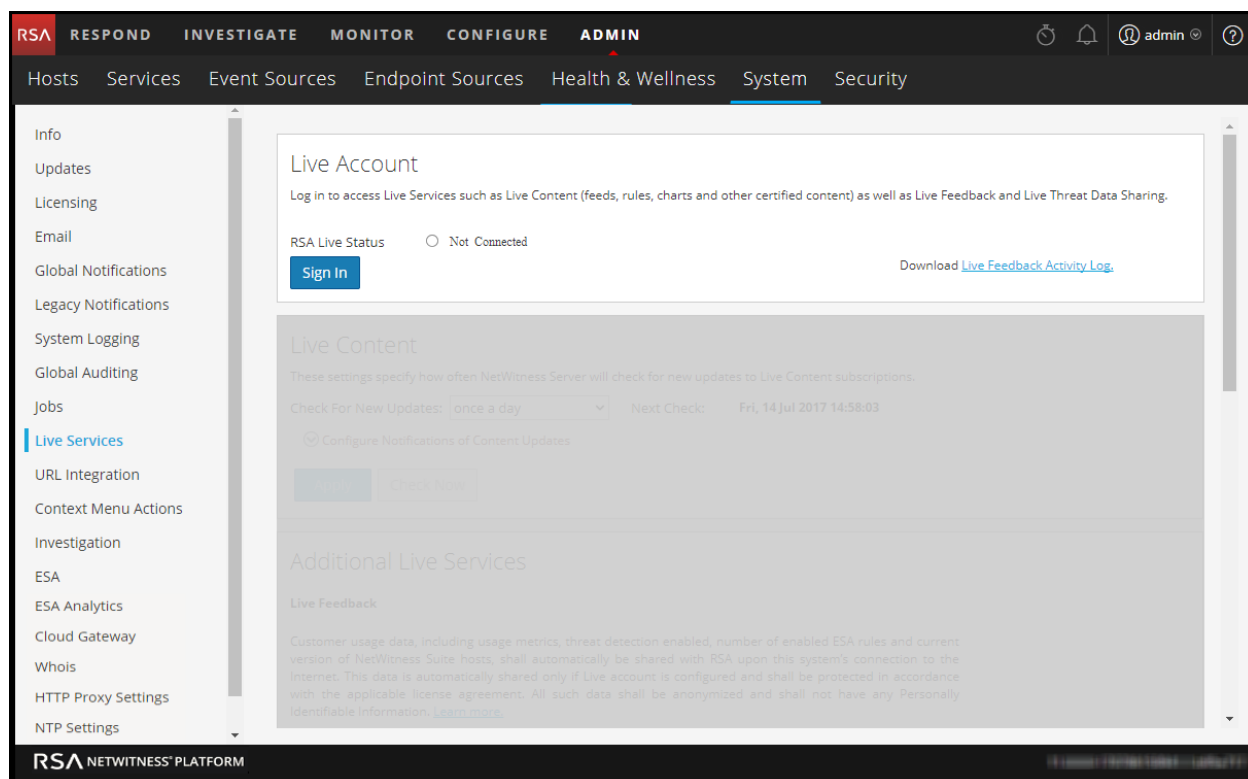 RSA RESPOND INVESTIGATE MONITOR CONFIGURE ADMIN admin ?
Hosts Services Event Sources Endpoint Sources Health & Wellness System Security
Info
Updates
Licensing
Email
Global Notifications
Legacy Notifications
System Logging
Global Auditing
Jobs
Live Services
URL Integration
Context Menu Actions
Investigation
ESA
ESA Analytics
Cloud Gateway
Whois
HTTP Proxy Settings
NTP Settings
Live Account
Log in to access Live Services such as Live Content (feeds, rules, charts and other certified content) as well as Live Feedback and Live Threat Data Sharing.
RSA Live Status Not Connected
Sign In
Download Live Feedback Activity Log.
Live Content
These settings specify how often NetWitness Server will check for new updates to Live Content subscriptions.
Check For New Updates: once a day Next Check: Fri, 14 Jul 2017 14:58:03
Configure Notifications of Content Updates
Apply Check Now
Additional Live Services
Live Feedback
Customer usage data, including usage metrics, threat detection enabled, number of enabled ESA rules and current
version of NetWitness Suite hosts, shall automatically be shared with RSA upon this system's connection to the
Internet. This data is automatically shared only if Live account is configured and shall be protected in accordance
with the applicable license agreement. All such data shall be anonymized and shall not have any Personally
Identifiable Information. Learn more.
RSA NETWITNESS® PLATFORM